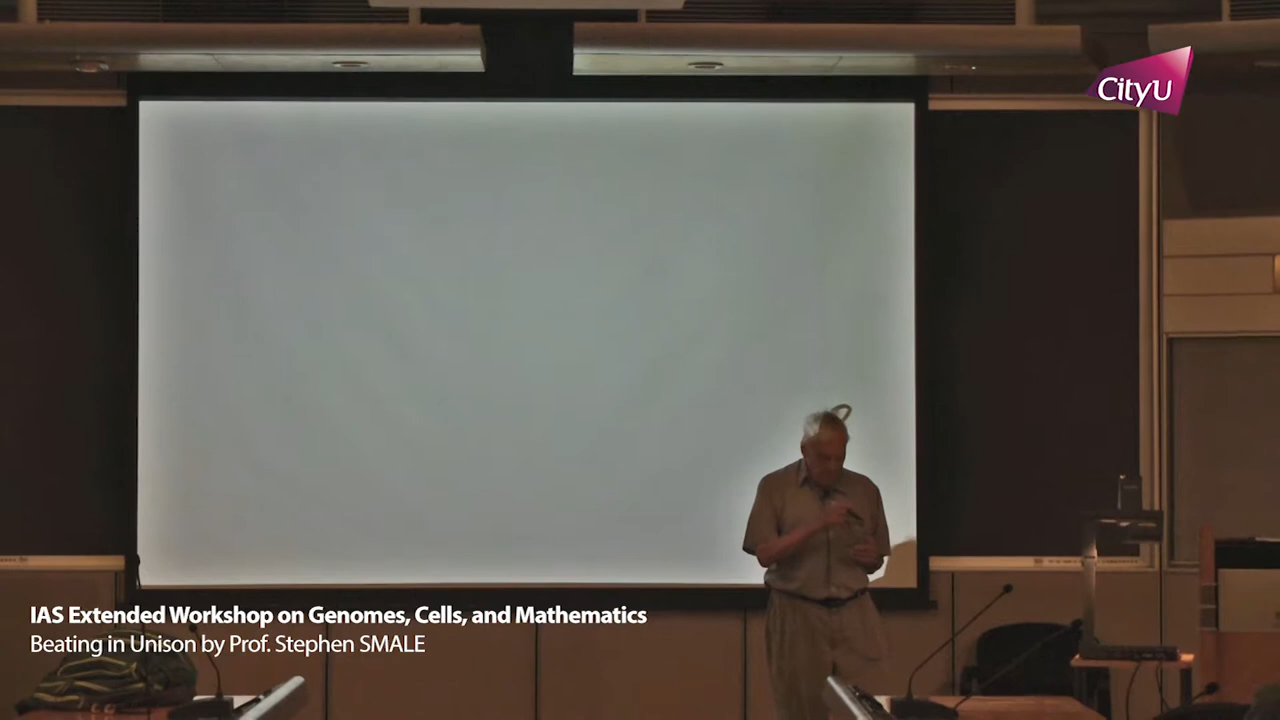 CityU
IAS Extended Workshop on Genomes, Cells, and Mathematics
Beating in Unison by Prof. Stephen SMALE